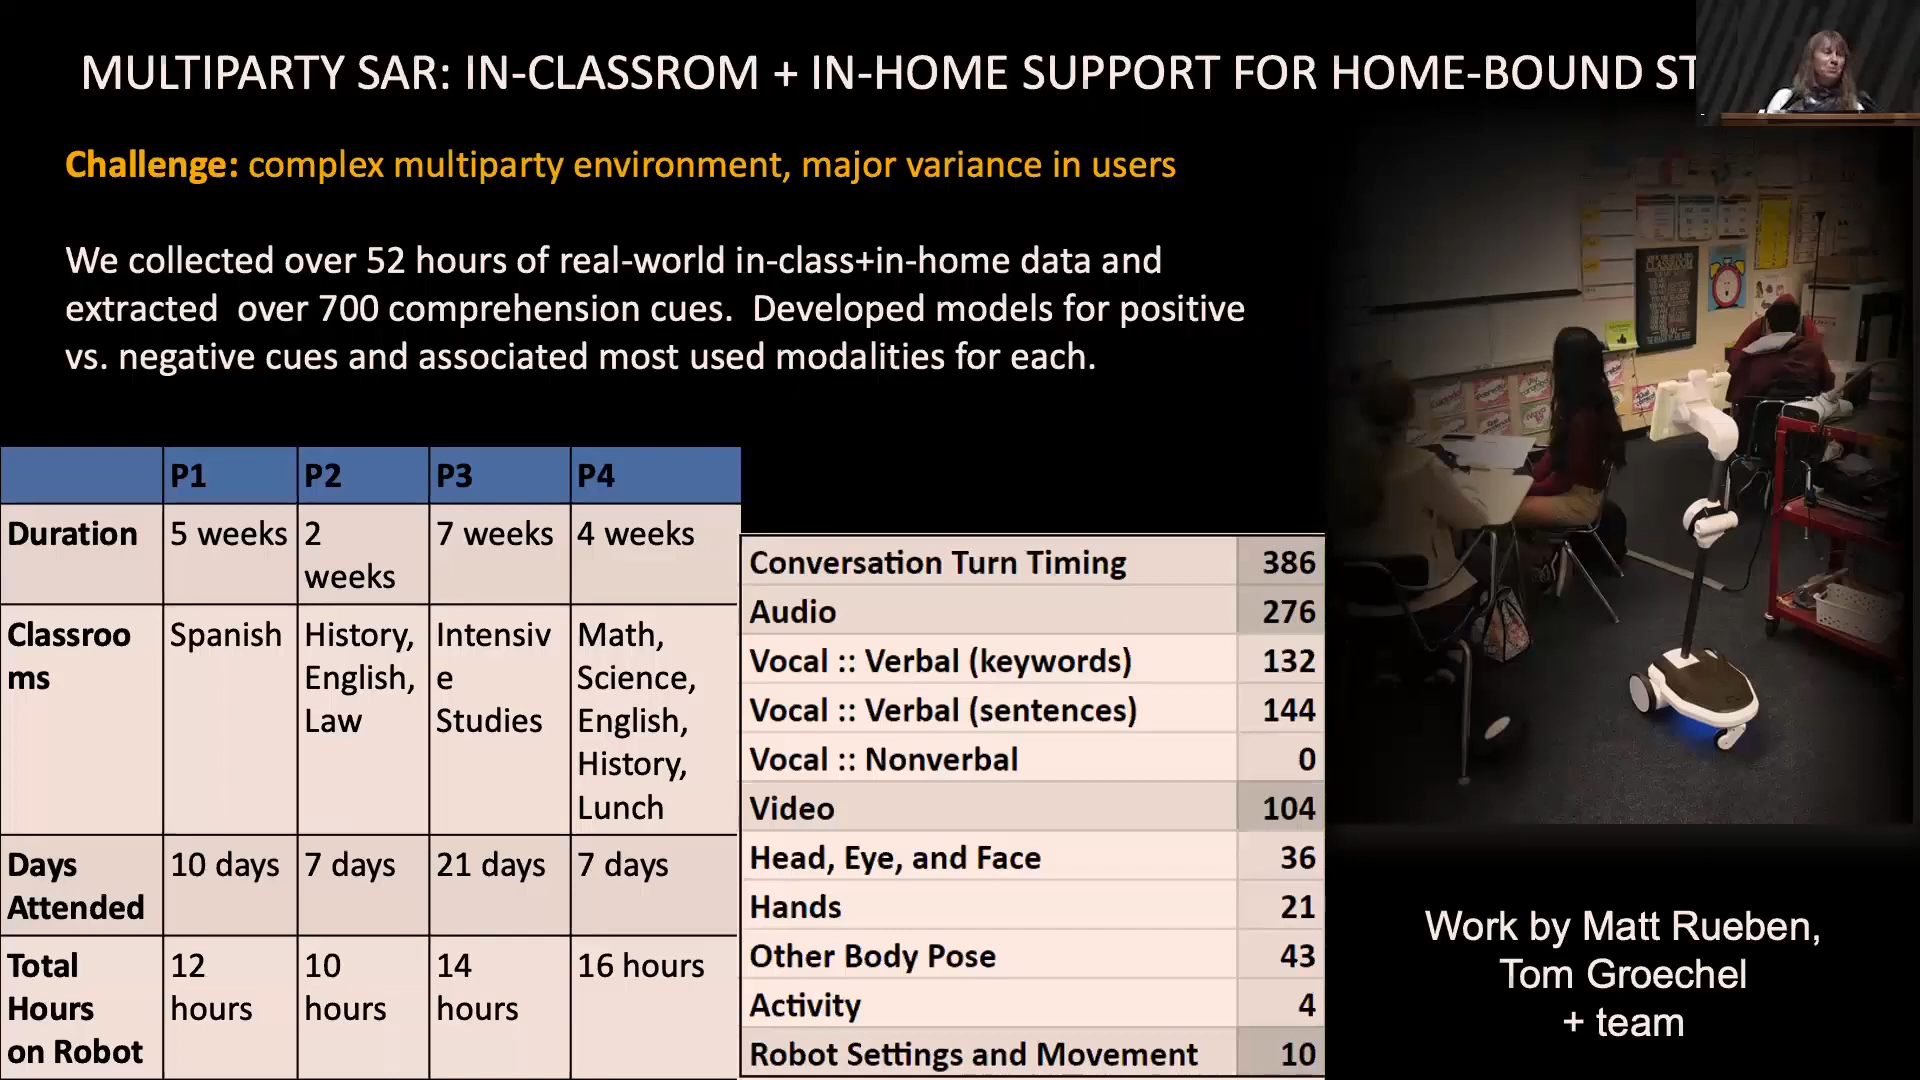 MULTIPARTY SAR: IN-CLASSROM + IN-HOME SUPPORT FOR HOME-BOUND ST
Challenge: complex multiparty environment, major variance in users
We collected over 52 hours of real-world in-class+in-home data and
extracted over 700 comprehension cues. Developed models for positive
vs. negative cues and associated most used modalities for each.
P1 P2 P3 P4
Duration 5 weeks 2 weeks 7 weeks 4 weeks
Classroo
ms
Spanish
History,
English,
Law
Intensiv
e
Studies
Math,
Science,
English,
History,
Lunch
Days
Attended
10 days 7 days 21 days 7 days
Total
Hours
on Robot
12
hours
10
hours
14
hours
16 hours
Conversation Turn Timing 386
Audio 276
Vocal :: Verbal (keywords) 132
Vocal :: Verbal (sentences) 144
Vocal :: Nonverbal 0
Video 104
Head, Eye, and Face 36
Hands 21
Other Body Pose 43
Activity 4
Robot Settings and Movement 10
CLASSROOM
Work by Matt Rueben,
Tom Groechel
+ team